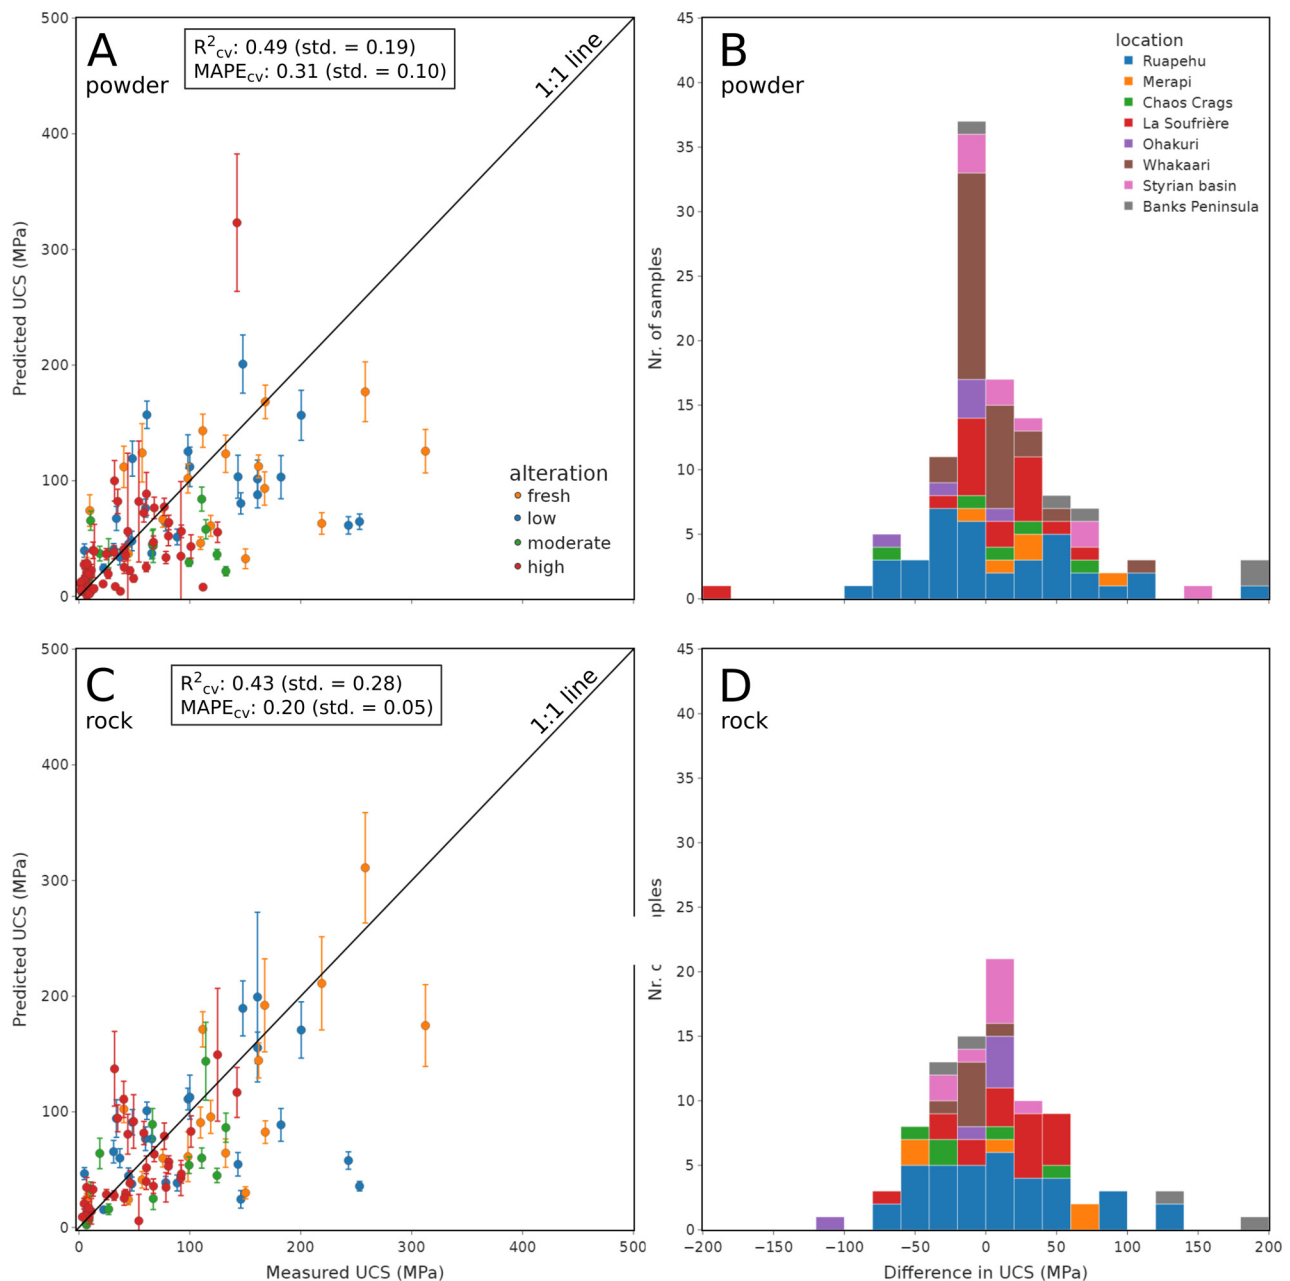 A
powder
R²cv: 0.49 (std. = 0.19)
MAPEcv: 0.31 (std. = 0.10)
1:1 line
500
400
300
200
100
0
Predicted UCS (MPa)
alteration
fresh
low
moderate
high
B
powder
location
Ruapehu
Merapi
Chaos Crags
La Soufrière
Ohakuri
Whakaari
Styrian basin
Banks Peninsula
45
40
35
30
25
20
15
10
5
0
Nr. of samples
C
rock
R²cv: 0.43 (std. = 0.28)
MAPEcv: 0.20 (std. = 0.05)
1:1 line
500
400
300
200
100
0
Predicted UCS (MPa)
0 100 200 300 400 500
Measured UCS (MPa)
D
rock
45
40
35
30
25
20
15
10
5
0
Nr.
−200 −150 −100 −50 0 50 100 150 200
Difference in UCS (MPa)